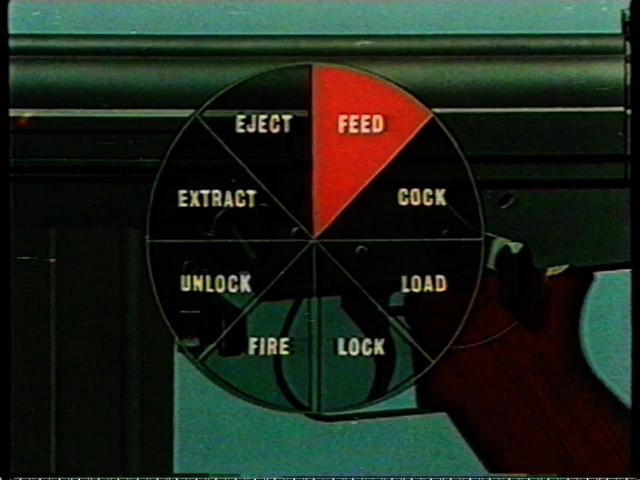 EJECT FEED
EXTRACT COCK
UNLOCK LOAD
FIRE LOCK